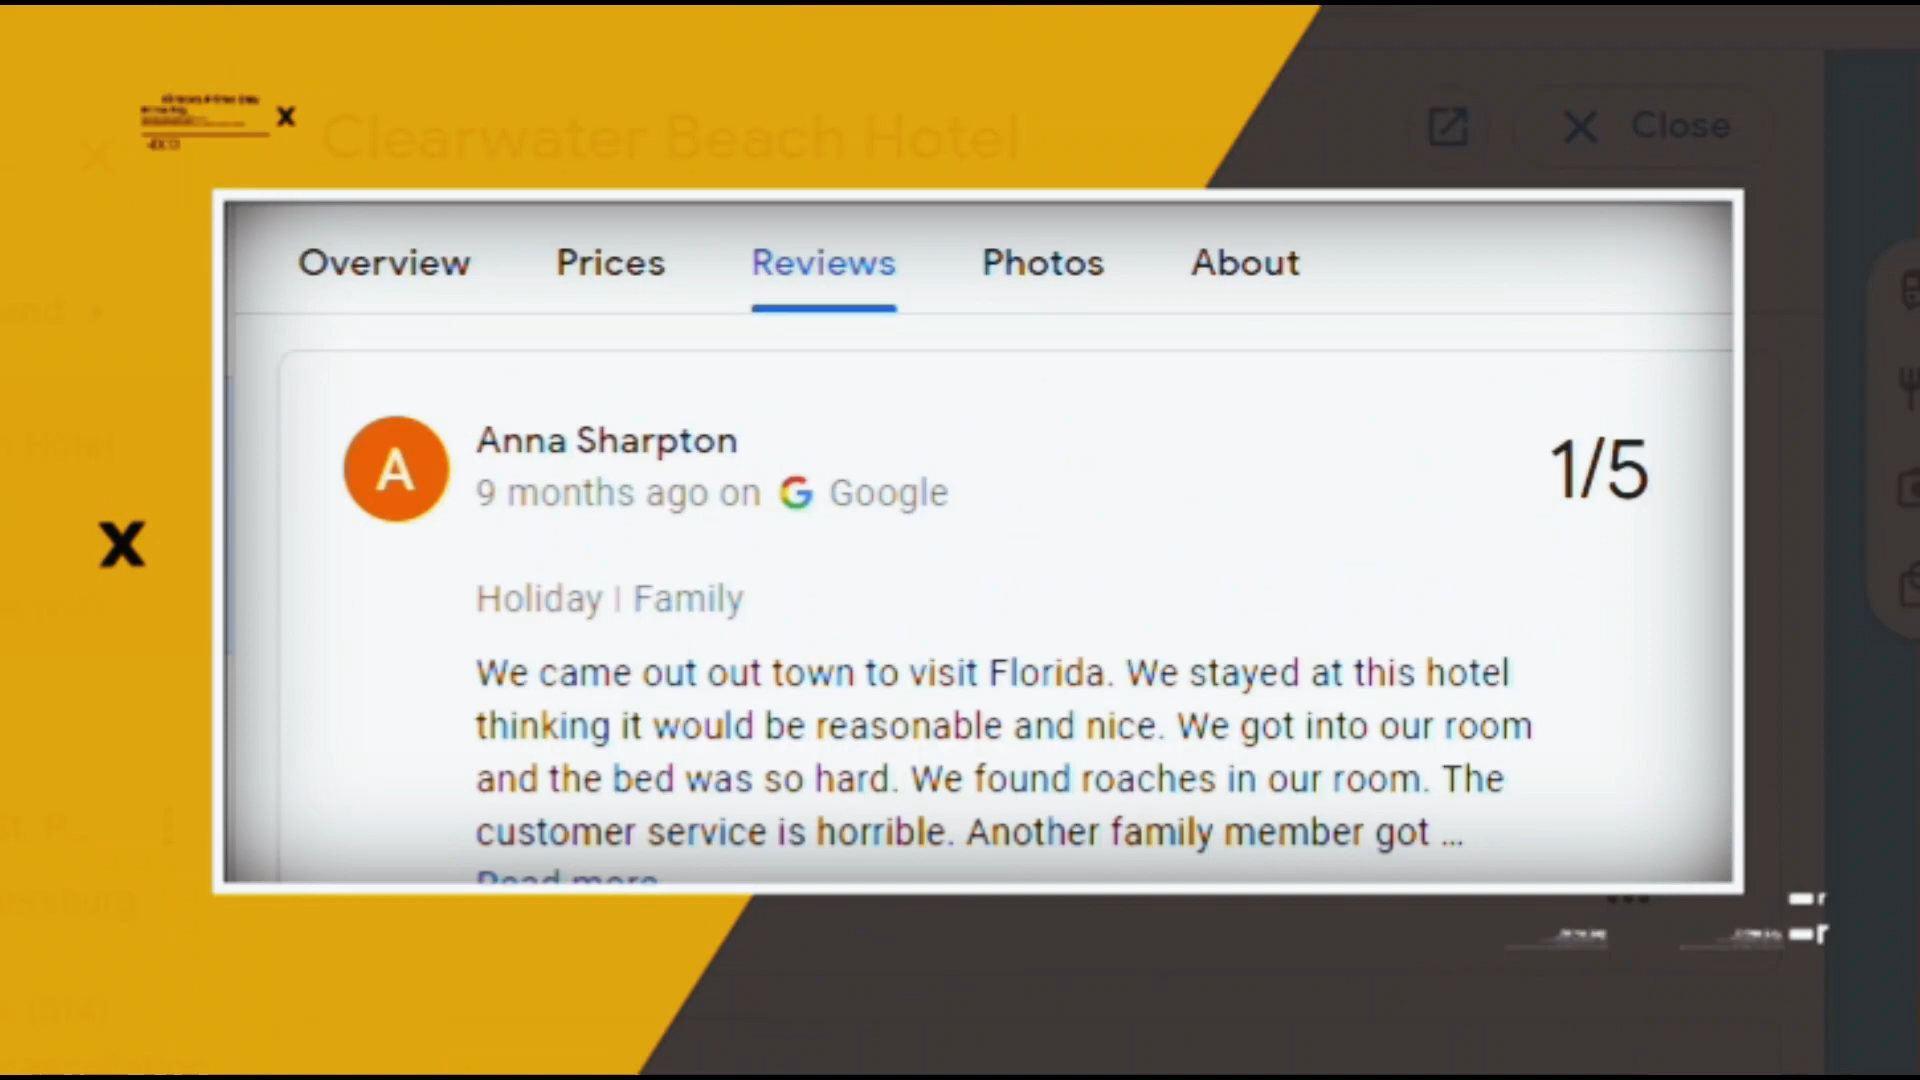 Clearwater Beach Hotel
Close
x
Overview Prices Reviews Photos About
A
Anna Sharpton
9 months ago on G Google
1/5
Holiday | Family
We came out out town to visit Florida. We stayed at this hotel
thinking it would be reasonable and nice. We got into our room
and the bed was so hard. We found roaches in our room. The
customer service is horrible. Another family member got ...
Read more
x